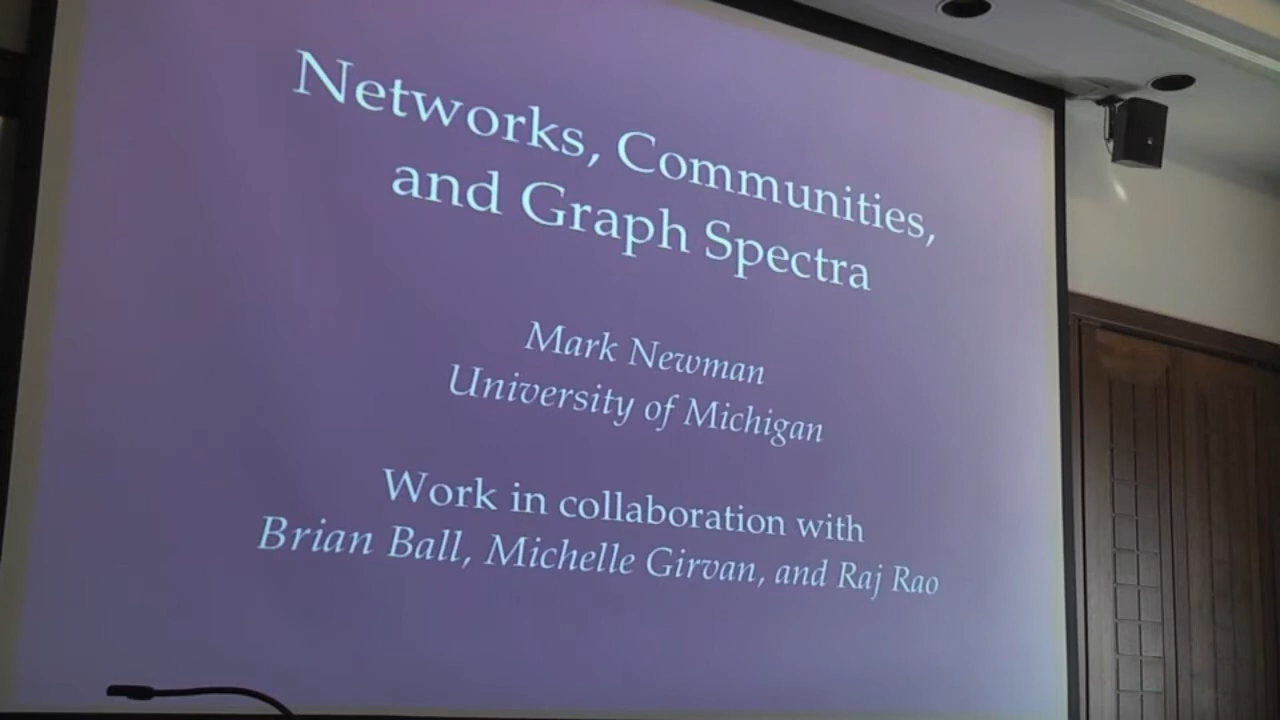 Networks, Communities,
and Graph Spectra
Mark Newman
University of Michigan
Work in collaboration with
Brian Ball, Michelle Girvan, and Raj Rao